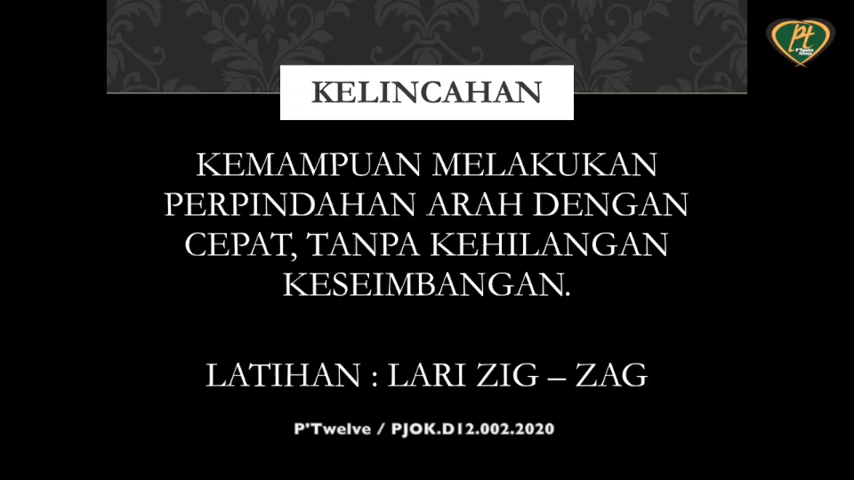 KELINCAHAN
KEMAMPUAN MELAKUKAN
PERPINDAHAN ARAH DENGAN
CEPAT, TANPA KEHILANGAN
KESEIMBANGAN.
LATIHAN : LARI ZIG – ZAG
P'Twelve / PJOK.D12.002.2020
pt
P'Twelve